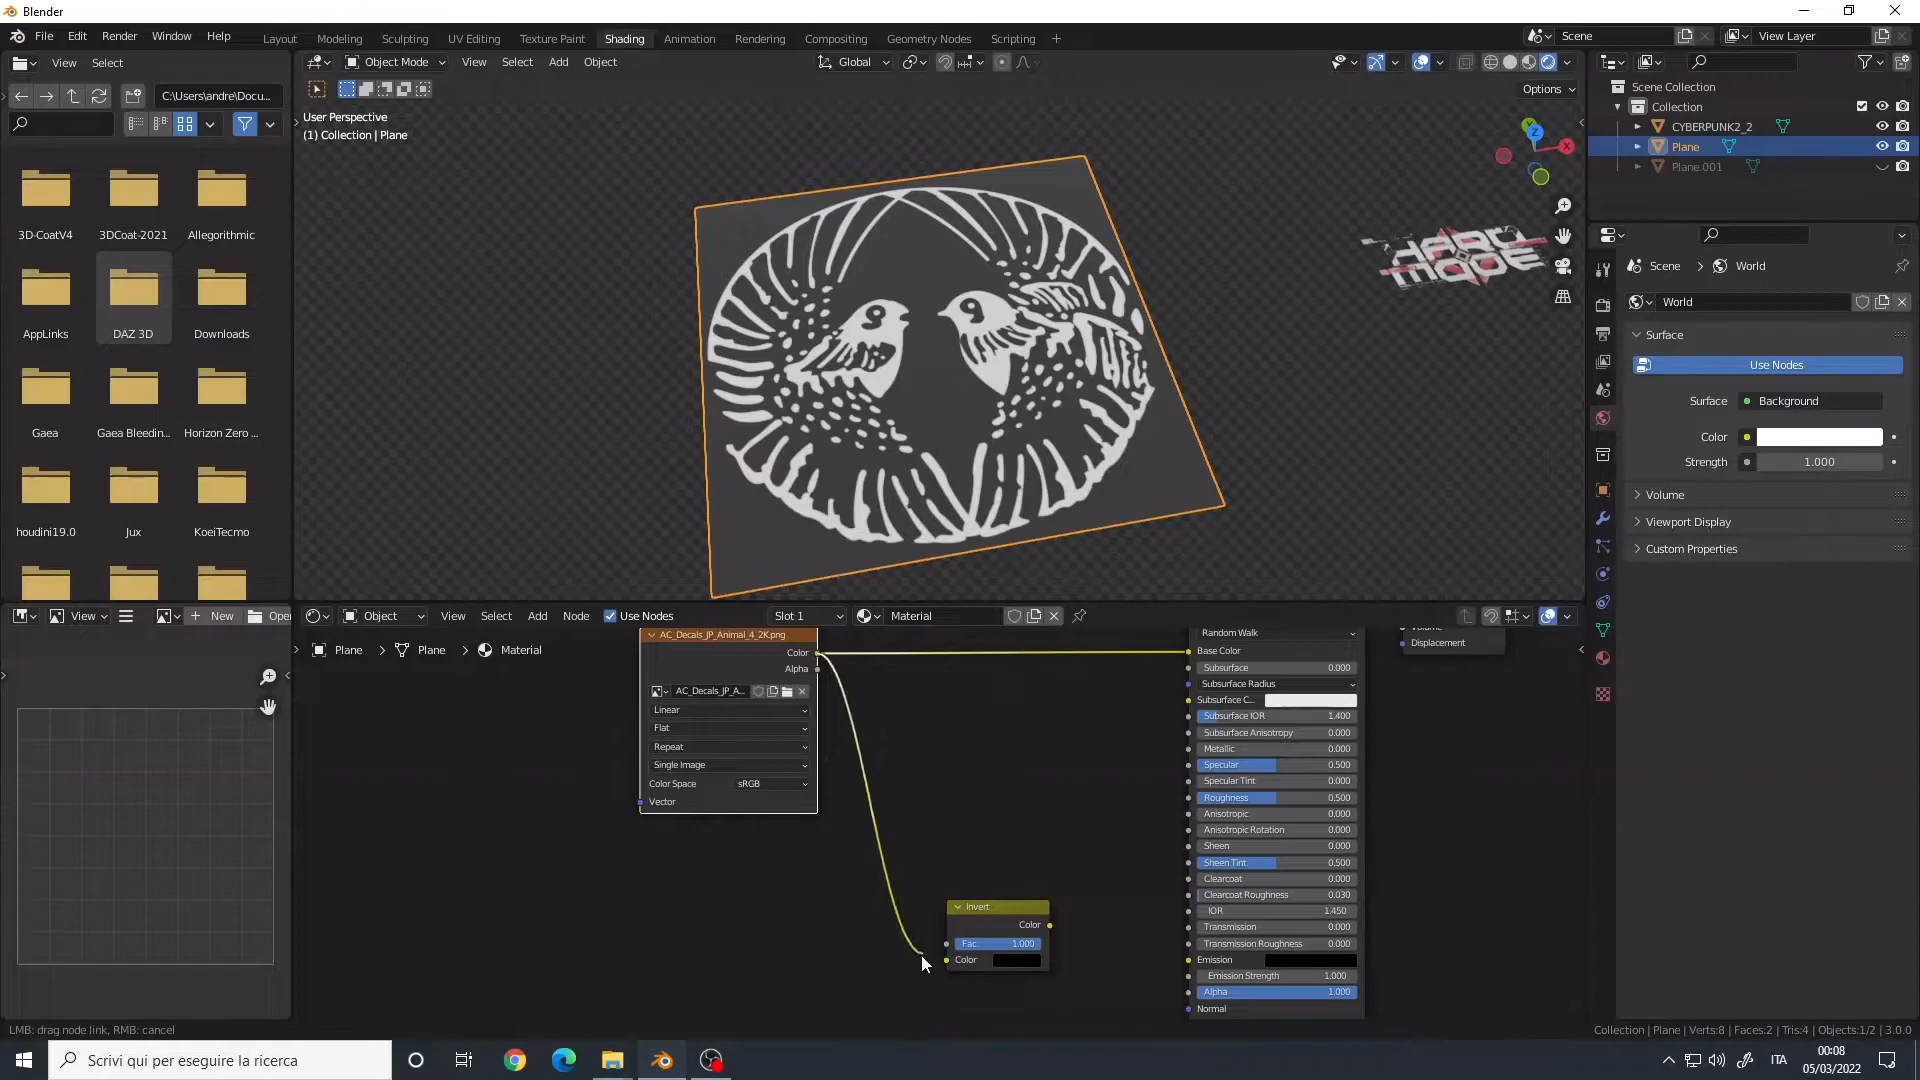 Blender
File Edit Render Window Help
Layout Modeling Sculpting UV Editing Texture Paint Shading Animation Rendering Compositing Geometry Nodes Scripting +
Scene
View Layer
View Select
Object Mode View Select Add Object
Global
C:\Users\andre\Docu...
Options
User Perspective
(1) Collection | Plane
3D-CoatV4 3DCoat-2021 Allegorithmic
AppLinks DAZ 3D Downloads
Gaea Gaea Bleedin... Horizon Zero ...
houdini19.0 Jux KoeiTecmo
Z
X
HARD
MODE
Scene Collection
Collection
CYBERPUNK2_2
Plane
Plane.001
Scene > World
World
Surface
Use Nodes
Surface Background
Color
Strength 1.000
Volume
Viewport Display
Custom Properties
View New Open
Object View Select Add Node Use Nodes Slot 1 Material
Plane > Plane > Material
AC_Decals_JP_Animal_4_2K.png
Color
Alpha
AC_Decals_JP_A...
Linear
Flat
Repeat
Single Image
Color Space sRGB
Vector
Invert
Color
Fac 1.000
Color
Random Walk
Base Color
Subsurface 0.000
Subsurface Radius
Subsurface C...
Subsurface IOR 1.400
Subsurface Anisotropy 0.000
Metallic 0.000
Specular 0.500
Specular Tint 0.000
Roughness 0.500
Anisotropic 0.000
Anisotropic Rotation 0.000
Sheen 0.000
Sheen Tint 0.500
Clearcoat 0.000
Clearcoat Roughness 0.030
IOR 1.450
Transmission 0.000
Transmission Roughness 0.000
Emission
Emission Strength 1.000
Alpha 1.000
Normal
Displacement
LMB: drag node link, RMB: cancel
Collection | Plane | Verts:8 | Faces:2 | Tris:4 | Objects:1/2 | 3.0.0
Scrivi qui per eseguire la ricerca
ITA
00:08
05/03/2022